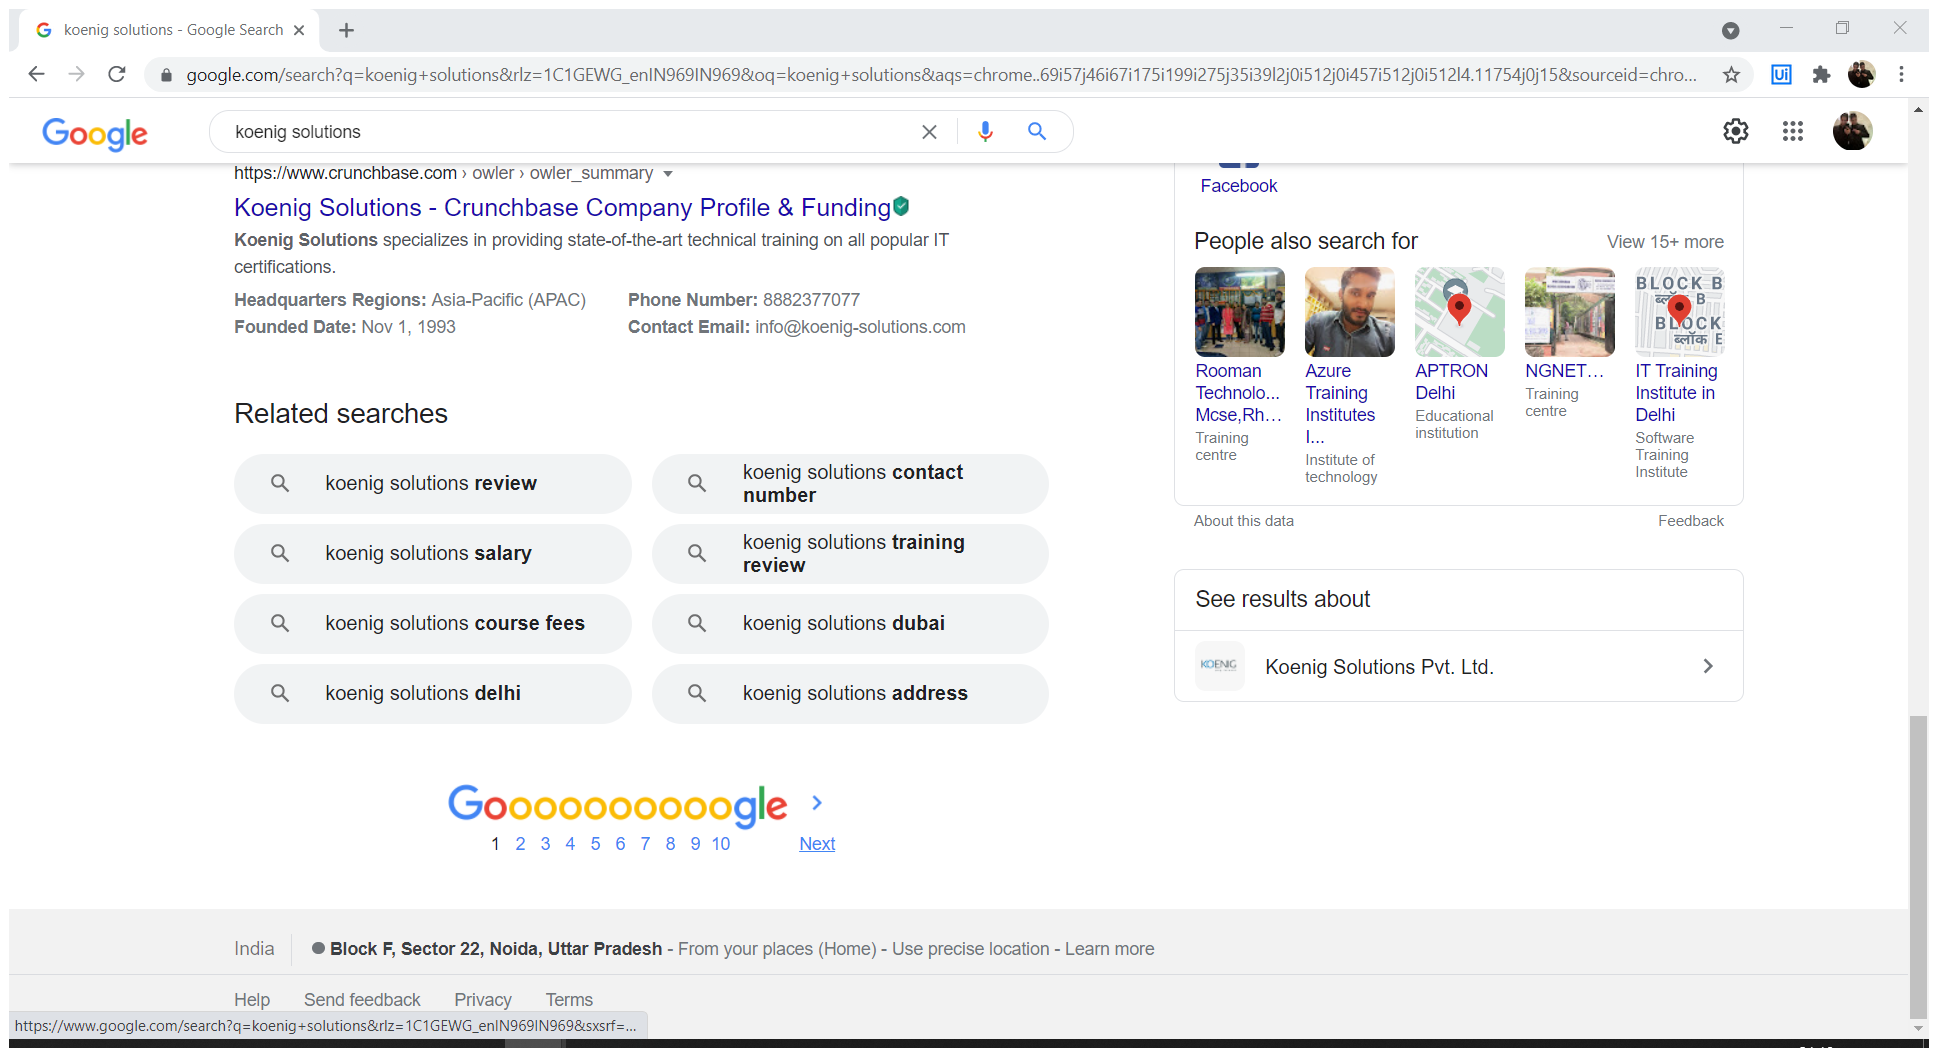 koenig solutions - Google Search
google.com/search?q=koenig+solutions&rlz=1C1GEWG_enIN969IN969&oq=koenig+solutions&aqs=chrome..69i57j46i67i175i199i275j35i39l2j0i512j0i457i512j0i512l4.11754j0j15&sourceid=chro...
Ui
Google
koenig solutions
https://www.crunchbase.com › owler › owler_summary
Koenig Solutions - Crunchbase Company Profile & Funding
Koenig Solutions specializes in providing state-of-the-art technical training on all popular IT
certifications.
Headquarters Regions: Asia-Pacific (APAC)
Phone Number: 8882377077
Founded Date: Nov 1, 1993
Contact Email: info@koenig-solutions.com
Related searches
koenig solutions review
koenig solutions contact
number
koenig solutions salary
koenig solutions training
review
koenig solutions course fees
koenig solutions dubai
koenig solutions delhi
koenig solutions address
Goooooooooogle
1 2 3 4 5 6 7 8 9 10 Next
Facebook
People also search for
View 15+ more
BLOCK B
ब्लॉक B
BLOCK
ब्लॉक E
Rooman
Technolo...
Mcse,Rh...
Training
centre
Azure
Training
Institutes
I...
Institute of
technology
APTRON
Delhi
Educational
institution
NGNET...
Training
centre
IT Training
Institute in
Delhi
Software
Training
Institute
About this data
Feedback
See results about
KOENIG
Koenig Solutions Pvt. Ltd.
India
Block F, Sector 22, Noida, Uttar Pradesh - From your places (Home) - Use precise location - Learn more
Help Send feedback Privacy Terms
https://www.google.com/search?q=koenig+solutions&rlz=1C1GEWG_enIN969IN969&sxsrf=...